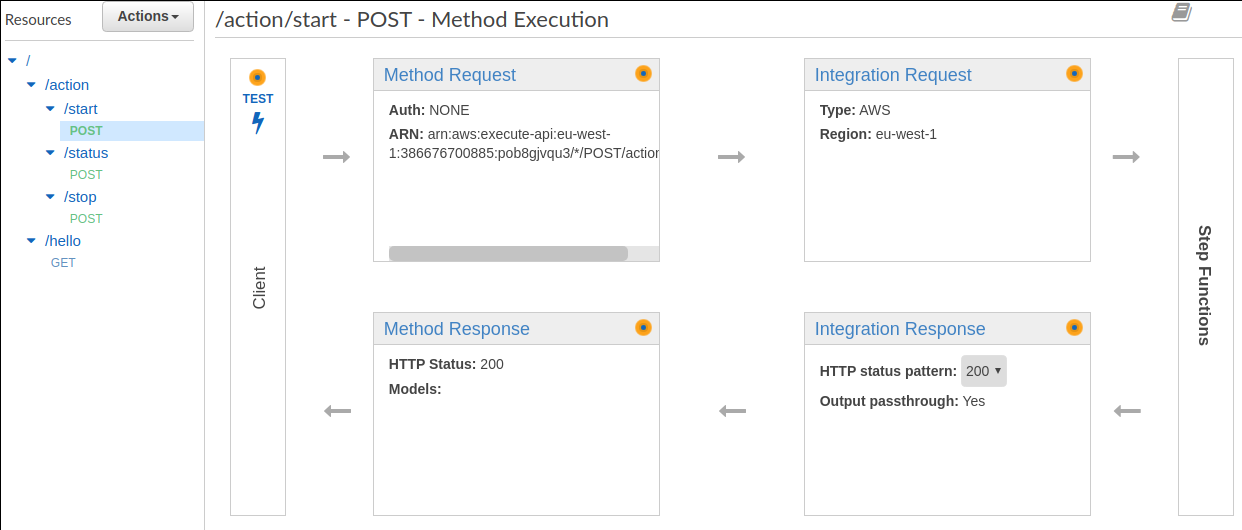 Resources
Actions
/
/action
/start
POST
/status
POST
/stop
POST
/hello
GET
/action/start - POST - Method Execution
TEST
Client
Method Request
Auth: NONE
ARN: arn:aws:execute-api:eu-west-
1:386676700885:pob8gjvqu3/*/POST/action
Integration Request
Type: AWS
Region: eu-west-1
Step Functions
Method Response
HTTP Status: 200
Models:
Integration Response
HTTP status pattern: 200
Output passthrough: Yes